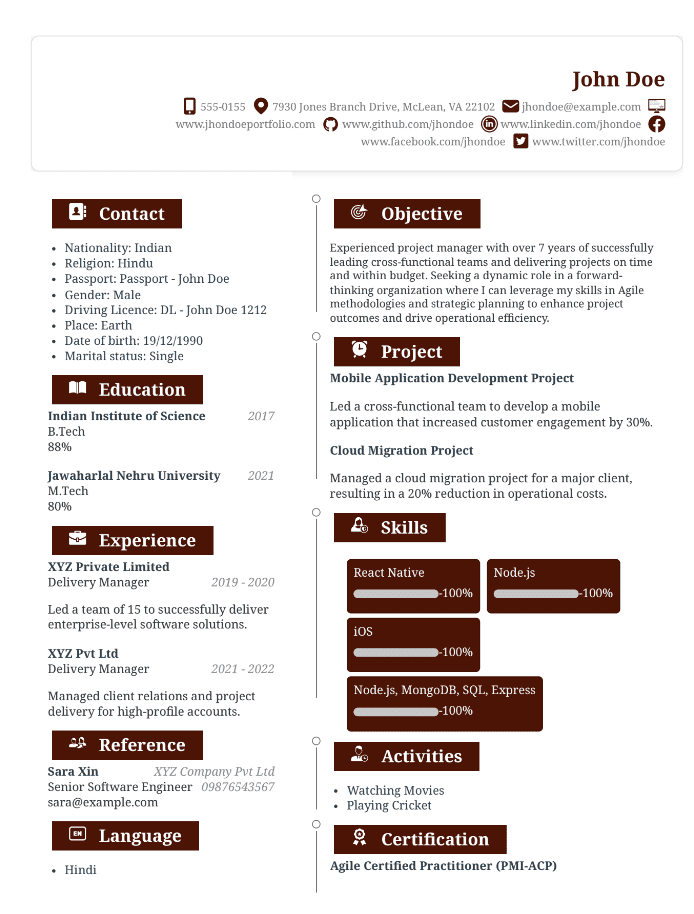 John Doe
555-0155 7930 Jones Branch Drive, McLean, VA 22102 jhondoe@example.com
www.jhondoeportfolio.com www.github.com/jhondoe www.linkedin.com/jhondoe
www.facebook.com/jhondoe www.twitter.com/jhondoe
Contact
• Nationality: Indian
• Religion: Hindu
• Passport: Passport - John Doe
• Gender: Male
• Driving Licence: DL - John Doe 1212
• Place: Earth
• Date of birth: 19/12/1990
• Marital status: Single
Education
Indian Institute of Science 2017
B.Tech
88%
Jawaharlal Nehru University 2021
M.Tech
80%
Experience
XYZ Private Limited
Delivery Manager 2019 - 2020
Led a team of 15 to successfully deliver
enterprise-level software solutions.
XYZ Pvt Ltd
Delivery Manager 2021 - 2022
Managed client relations and project
delivery for high-profile accounts.
Reference
Sara Xin XYZ Company Pvt Ltd
Senior Software Engineer 09876543567
sara@example.com
EN
Language
• Hindi
Objective
Experienced project manager with over 7 years of successfully
leading cross-functional teams and delivering projects on time
and within budget. Seeking a dynamic role in a forward-
thinking organization where I can leverage my skills in Agile
methodologies and strategic planning to enhance project
outcomes and drive operational efficiency.
Project
Mobile Application Development Project
Led a cross-functional team to develop a mobile
application that increased customer engagement by 30%.
Cloud Migration Project
Managed a cloud migration project for a major client,
resulting in a 20% reduction in operational costs.
Skills
React Native
-100%
Node.js
-100%
iOS
-100%
Node.js, MongoDB, SQL, Express
-100%
Activities
• Watching Movies
• Playing Cricket
Certification
Agile Certified Practitioner (PMI-ACP)